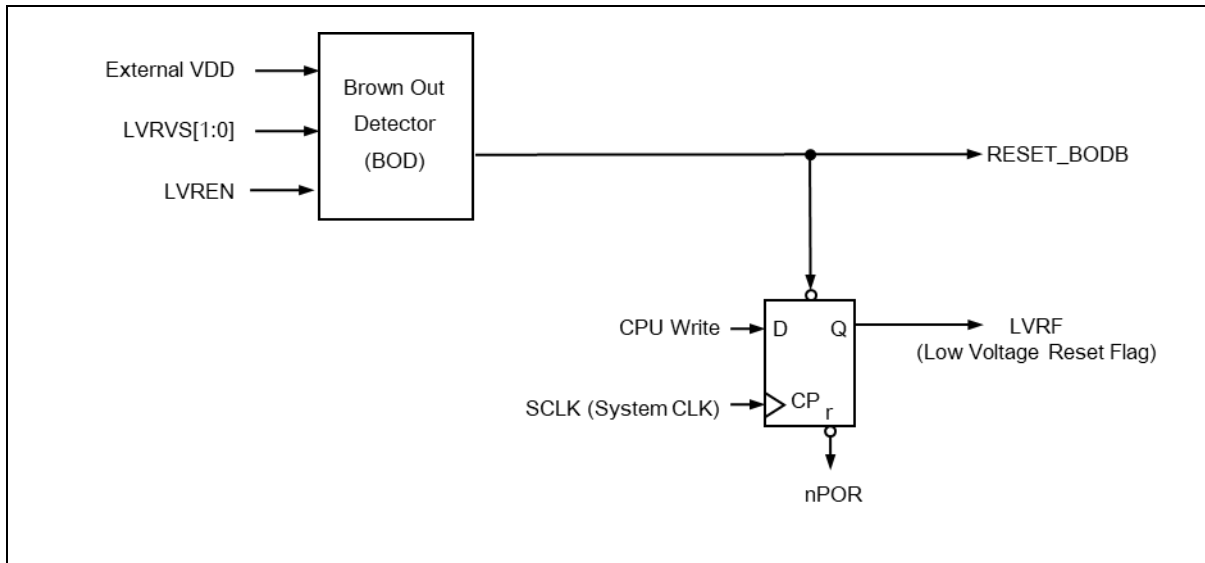 External VDD
LVRVS[1:0]
LVREN
Brown Out
Detector
(BOD)
RESET_BODB
CPU Write
D
Q
LVRF
(Low Voltage Reset Flag)
SCLK (System CLK)
CP
r
nPOR